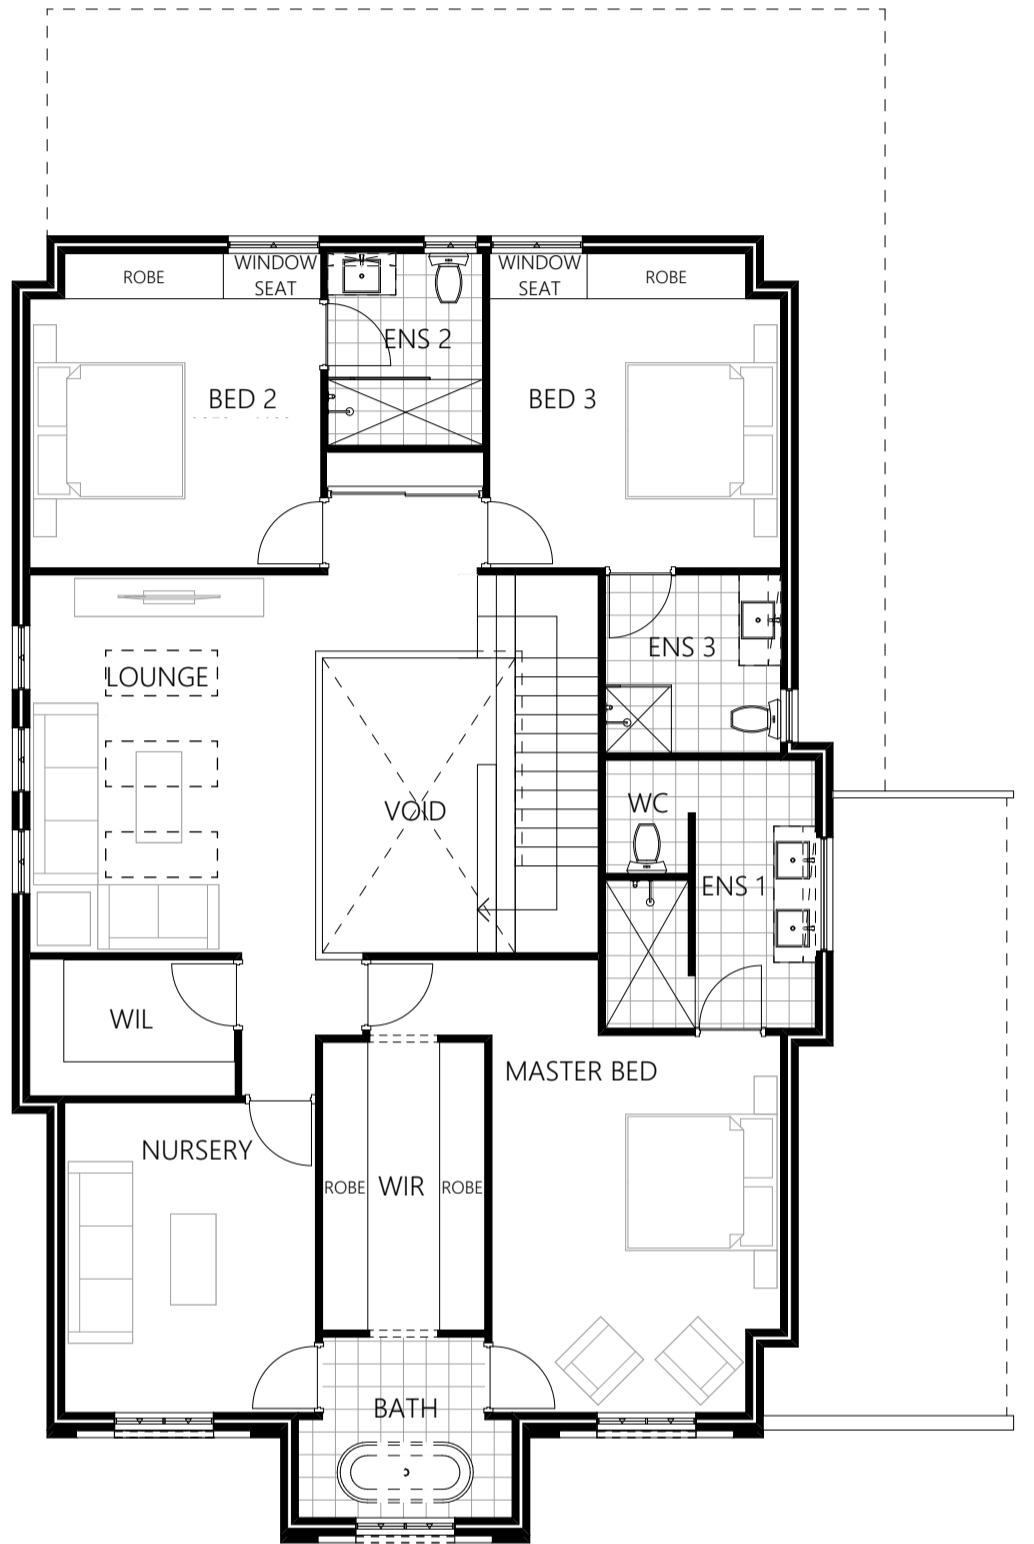 ROBE
WINDOW
SEAT
WINDOW
SEAT
ROBE
ENS 2
BED 2
BED 3
ENS 3
LOUNGE
VOID
WC
ENS 1
WIL
MASTER BED
NURSERY
ROBE
WIR
ROBE
BATH